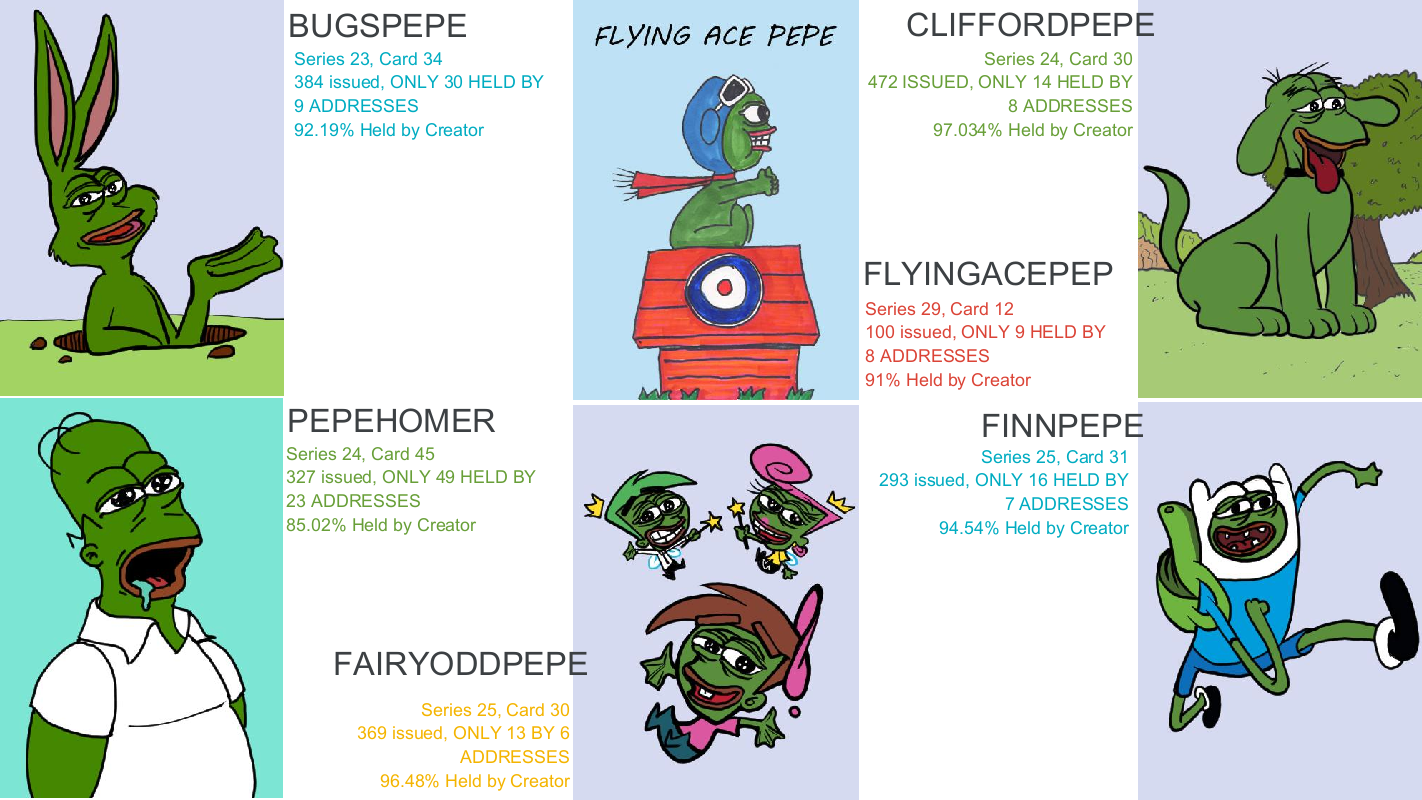 BUGSPEPE
Series 23, Card 34
384 issued, ONLY 30 HELD BY
9 ADDRESSES
92.19% Held by Creator
FLYING ACE PEPE
CLIFFORDPEPE
Series 24, Card 30
472 ISSUED, ONLY 14 HELD BY
8 ADDRESSES
97.034% Held by Creator
FLYINGACEPEP
Series 29, Card 12
100 issued, ONLY 9 HELD BY
8 ADDRESSES
91% Held by Creator
PEPEHOMER
Series 24, Card 45
327 issued, ONLY 49 HELD BY
23 ADDRESSES
85.02% Held by Creator
FAIRYODDPEPE
Series 25, Card 30
369 issued, ONLY 13 BY 6
ADDRESSES
96.48% Held by Creator
FINNPEPE
Series 25, Card 31
293 issued, ONLY 16 HELD BY
7 ADDRESSES
94.54% Held by Creator